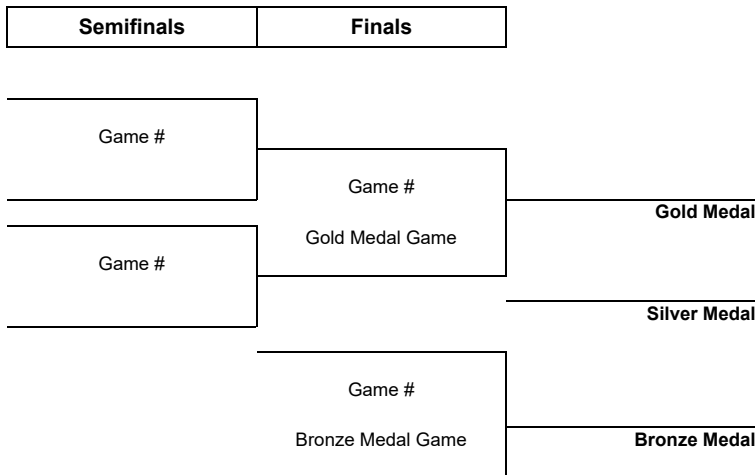 Semifinals Finals
Game #
Game #
Gold Medal
Gold Medal Game
Game #
Silver Medal
Game #
Bronze Medal Game Bronze Medal